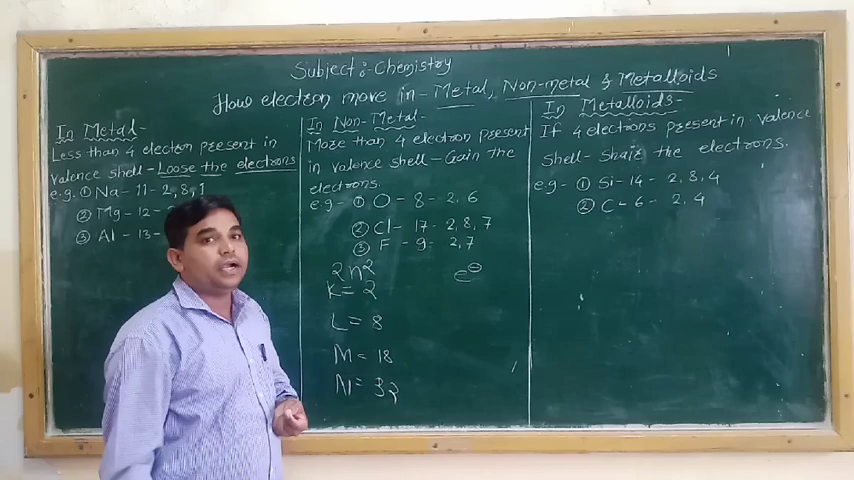 Subject :- Chemistry
How electron move in - Metal, Non-metal & Metalloids
In Metal -
Less than 4 electron present in
valence shell - Loose the electrons
e.g. ① Na - 11 - 2, 8, 1
② Mg - 12 -
③ Al - 13 -
In Non-Metal -
More than 4 electron present
in valence shell - Gain the
electrons.
e.g - ① O - 8 - 2, 6
② Cl - 17 - 2, 8, 7
③ F - 9 - 2, 7
2n²
K = 2
L = 8
M = 18
N = 32
e⊖
In Metalloids -
If 4 electrons present in valence
shell - Share the electrons.
e.g - ① Si - 14 - 2, 8, 4
② C - 6 - 2, 4